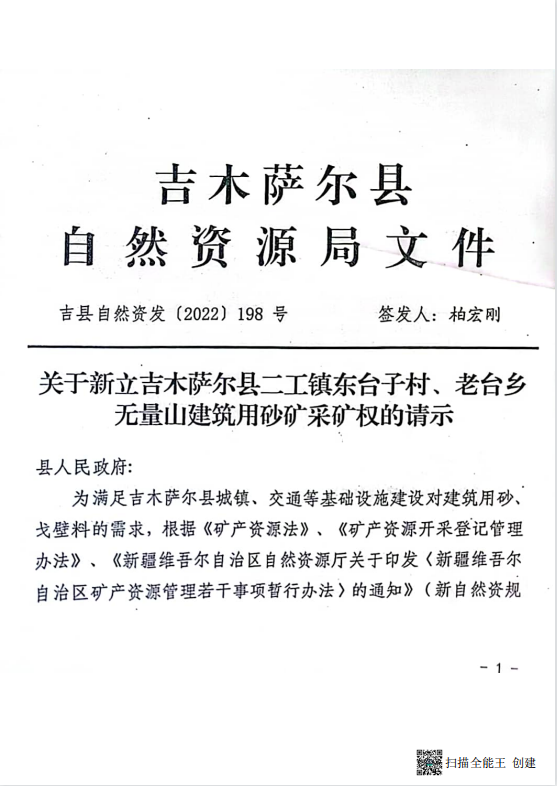 吉木萨尔县
自然资源局文件
吉县自然资发〔2022〕198 号 签发人：柏宏刚
关于新立吉木萨尔县二工镇东台子村、老台乡
无量山建筑用砂矿采矿权的请示
县人民政府：
为满足吉木萨尔县城镇、交通等基础设施建设对建筑用砂、
戈壁料的需求，根据《矿产资源法》、《矿产资源开采登记管理
办法》、《新疆维吾尔自治区自然资源厅关于印发〈新疆维吾尔
自治区矿产资源管理若干事项暂行办法〉的通知》（新自然资规
- 1 -
扫描全能王 创建